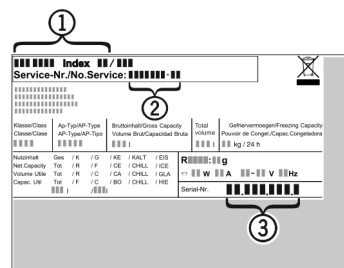 1
Index /
Service-Nr./No.Service: -
2
Klasse/Class Ap-Typ/AP-Type Bruttoinhalt/Gross Capacity Total Gefriervermoegen/Freezing Capacity
Classe/Clase AP-Type/AP-Tipo Volume Brut/Capacidad Bruta volume Pouvoir de Congel./Capac.Congeladora
l l kg / 24 h
Nutzinhalt Ges / K / G / KE / KALT / EIS
Net.Capacity Tot / R / F / CE / CHILL / ICE
Volume Utile Tot / R / C / CA / CHILL / GLA
Capac. Util Tot / F / C / BO / CHILL / HIE
l / l
R : g
W A - V Hz
Serial-Nr. . . .
3